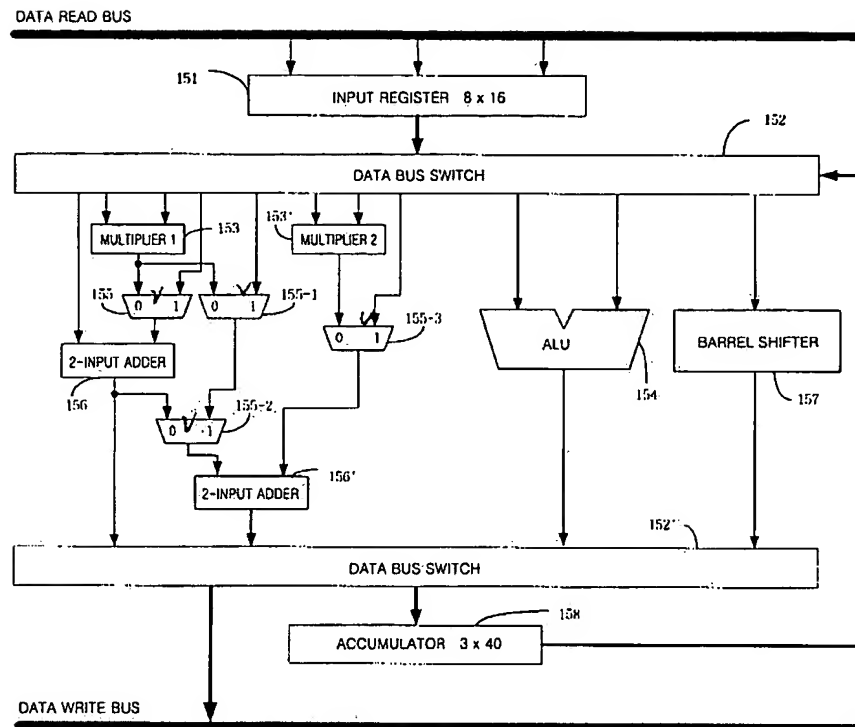 DATA READ BUS
151
INPUT REGISTER 8 x 16
152
DATA BUS SWITCH
MULTIPLIER 1
153
153'
MULTIPLIER 2
155
0 1
0 1
155-1
0 1
155-3
ALU
154
BARREL SHIFTER
157
2-INPUT ADDER
156
0 1
155-2
2-INPUT ADDER
156'
152'
DATA BUS SWITCH
158
ACCUMULATOR 3 x 40
DATA WRITE BUS